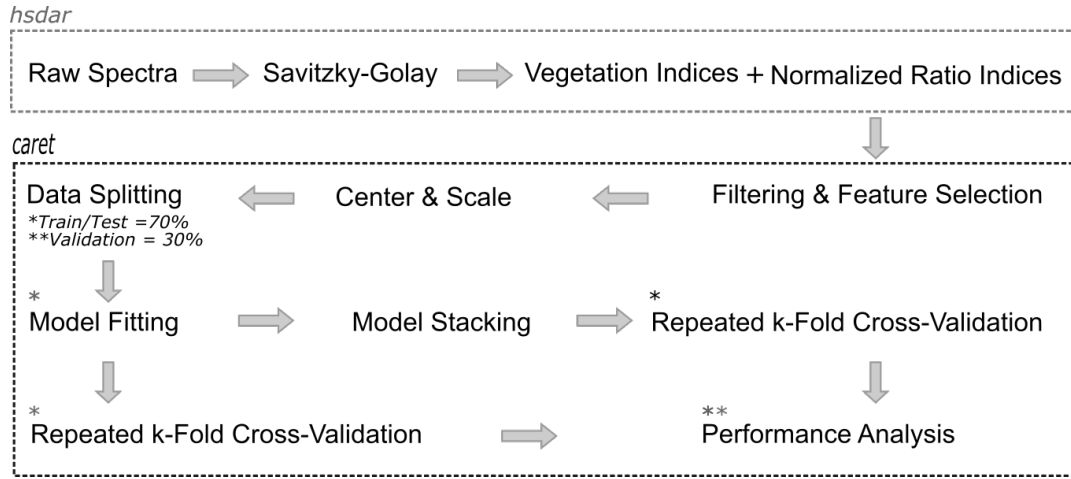 hsdar
Raw Spectra Savitzky-Golay Vegetation Indices + Normalized Ratio Indices
caret
Data Splitting Center & Scale Filtering & Feature Selection
*Train/Test =70%
**Validation = 30%
* *
Model Fitting Model Stacking Repeated k-Fold Cross-Validation
* **
Repeated k-Fold Cross-Validation Performance Analysis